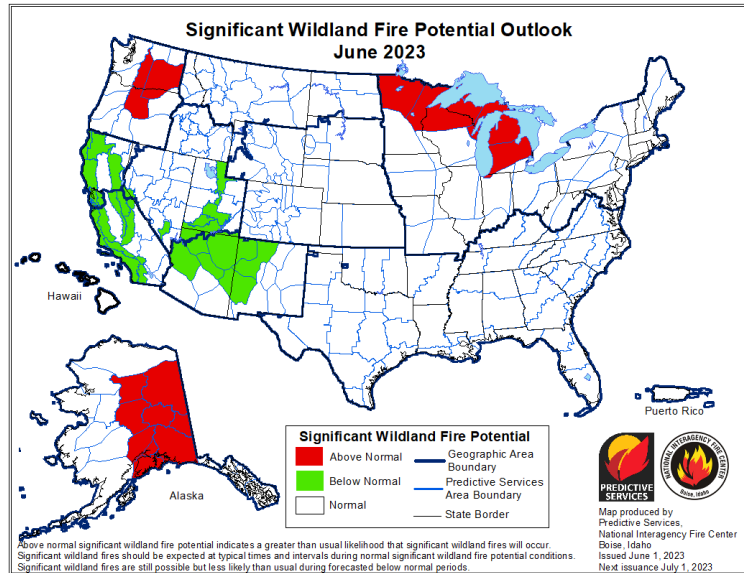 Significant Wildland Fire Potential Outlook
June 2023
Hawaii
Puerto Rico
Alaska
Significant Wildland Fire Potential
Above Normal
Below Normal
Normal
Geographic Area
Boundary
Predictive Services
Area Boundary
State Border
PREDICTIVE
SERVICES
NATIONAL INTERAGENCY FIRE CENTER
Boise, Idaho
Map produced by
Predictive Services,
National Interagency Fire Center
Boise, Idaho
Issued June 1, 2023
Next issuance July 1, 2023
Above normal significant wildland fire potential indicates a greater than usual likelihood that significant wildland fires will occur.
Significant wildland fires should be expected at typical times and intervals during normal significant wildland fire potential conditions.
Significant wildland fires are still possible but less likely than usual during forecasted below normal periods.